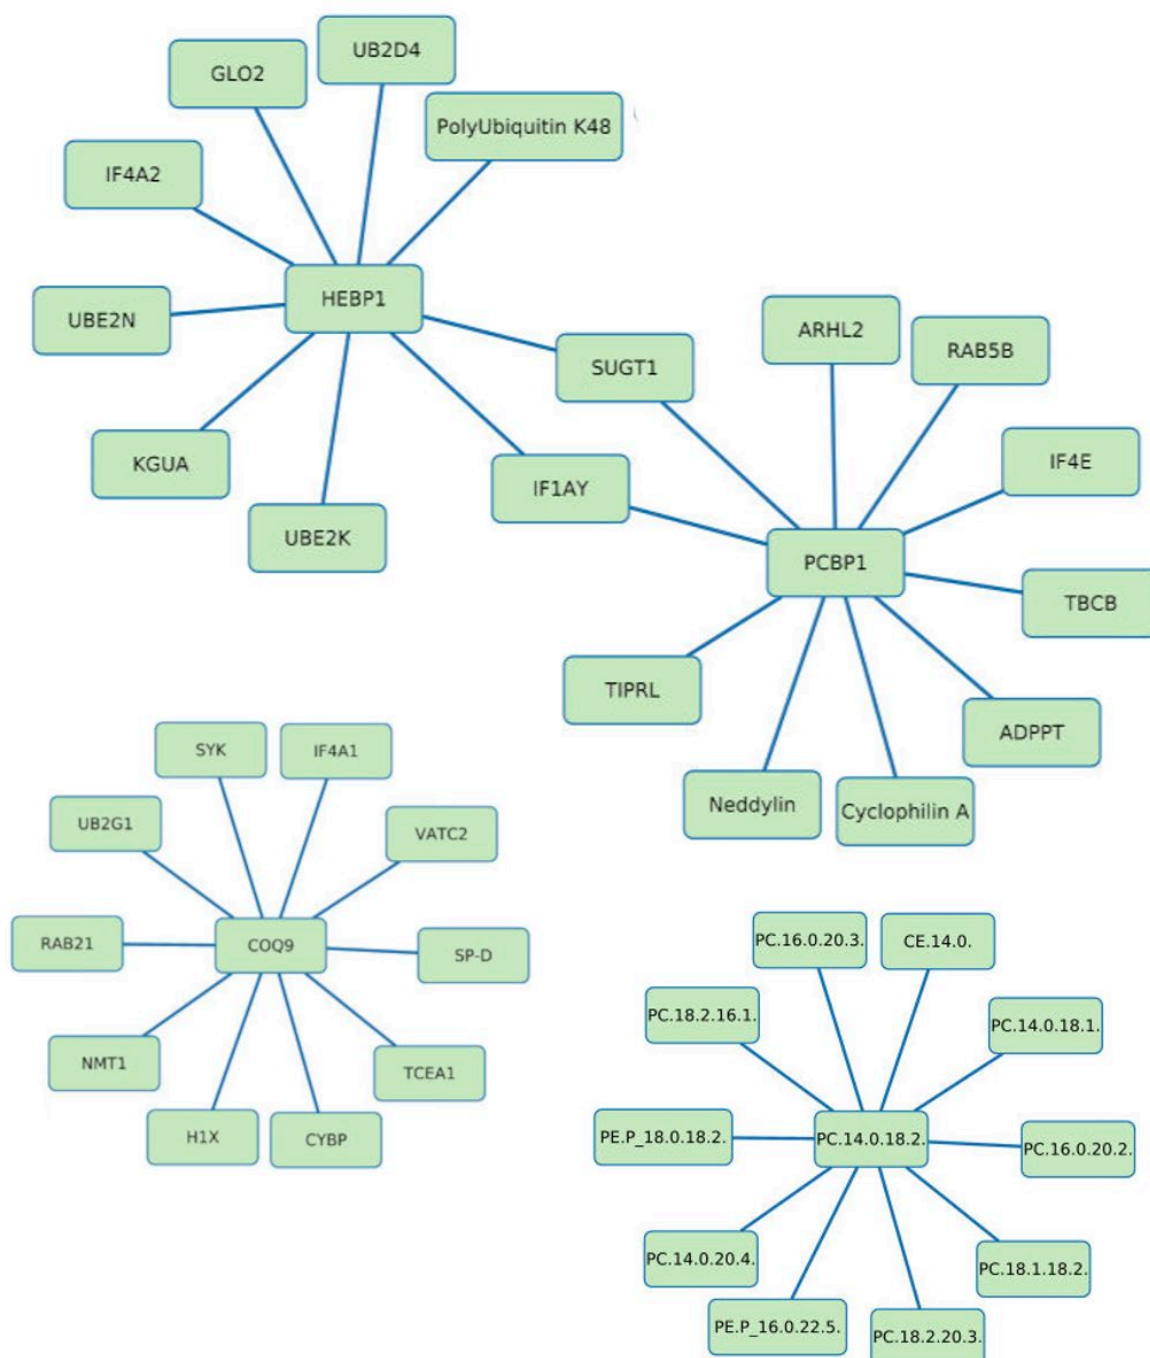 UB2D4
GLO2
PolyUbiquitin K48
IF4A2
HEBP1
UBE2N
ARHL2
RAB5B
SUGT1
KGUA
IF4E
IF1AY
UBE2K
PCBP1
TBCB
TIPRL
ADPPT
Neddylin
Cyclophilin A
SYK
IF4A1
UB2G1
VATC2
RAB21
COQ9
SP-D
NMT1
TCEA1
H1X
CYBP
PC.16.0.20.3.
CE.14.0.
PC.18.2.16.1.
PC.14.0.18.1.
PE.P_18.0.18.2.
PC.14.0.18.2.
PC.16.0.20.2.
PC.14.0.20.4.
PC.18.1.18.2.
PE.P_16.0.22.5.
PC.18.2.20.3.